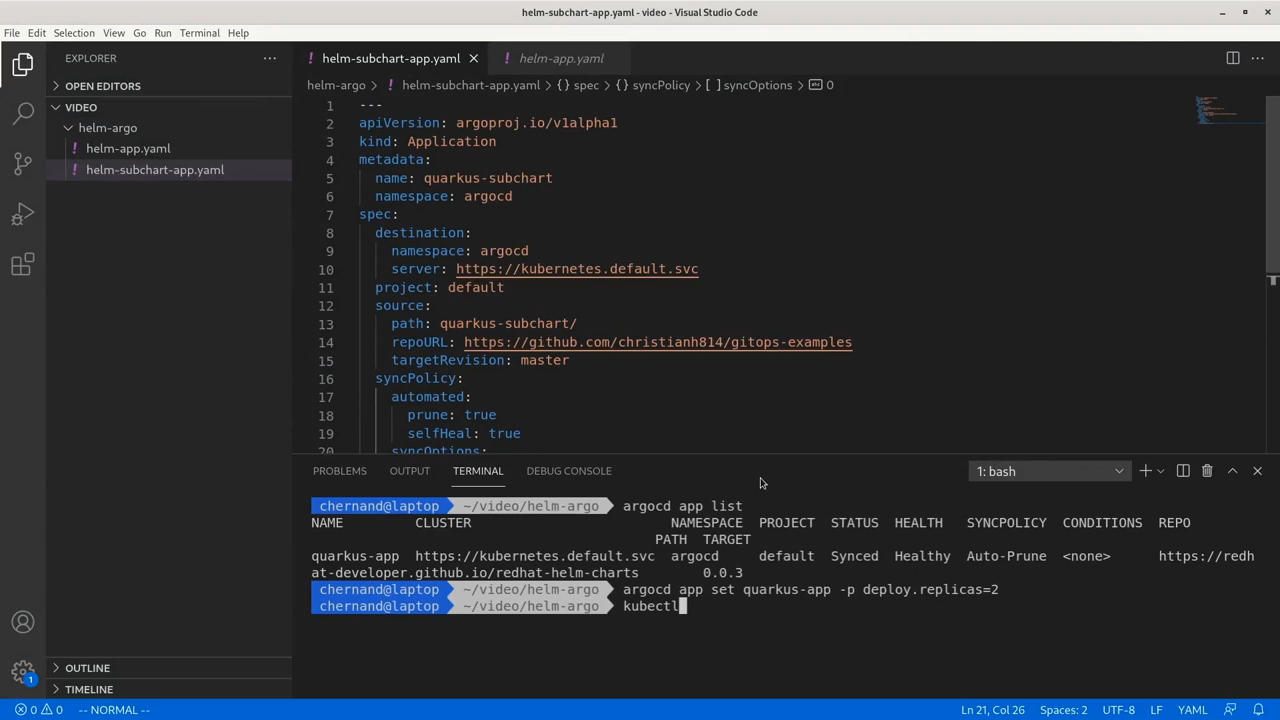 helm-subchart-app.yaml - video - Visual Studio Code
File Edit Selection View Go Run Terminal Help
EXPLORER
OPEN EDITORS
VIDEO
helm-argo
helm-app.yaml
helm-subchart-app.yaml
OUTLINE
TIMELINE
helm-subchart-app.yaml
helm-app.yaml
helm-argo > helm-subchart-app.yaml > {} spec > {} syncPolicy > [ ] syncOptions > abc 0
1 ---
2 apiVersion: argoproj.io/v1alpha1
3 kind: Application
4 metadata:
5 name: quarkus-subchart
6 namespace: argocd
7 spec:
8 destination:
9 namespace: argocd
10 server: https://kubernetes.default.svc
11 project: default
12 source:
13 path: quarkus-subchart/
14 repoURL: https://github.com/christianh814/gitops-examples
15 targetRevision: master
16 syncPolicy:
17 automated:
18 prune: true
19 selfHeal: true
20 syncOptions:
PROBLEMS OUTPUT TERMINAL DEBUG CONSOLE 1: bash
chernand@laptop ~/video/helm-argo argocd app list
NAME CLUSTER NAMESPACE PROJECT STATUS HEALTH SYNCPOLICY CONDITIONS REPO
PATH TARGET
quarkus-app https://kubernetes.default.svc argocd default Synced Healthy Auto-Prune <none> https://redh
at-developer.github.io/redhat-helm-charts 0.0.3
chernand@laptop ~/video/helm-argo argocd app set quarkus-app -p deploy.replicas=2
chernand@laptop ~/video/helm-argo kubectl
1
0 0 -- NORMAL -- Ln 21, Col 26 Spaces: 2 UTF-8 LF YAML